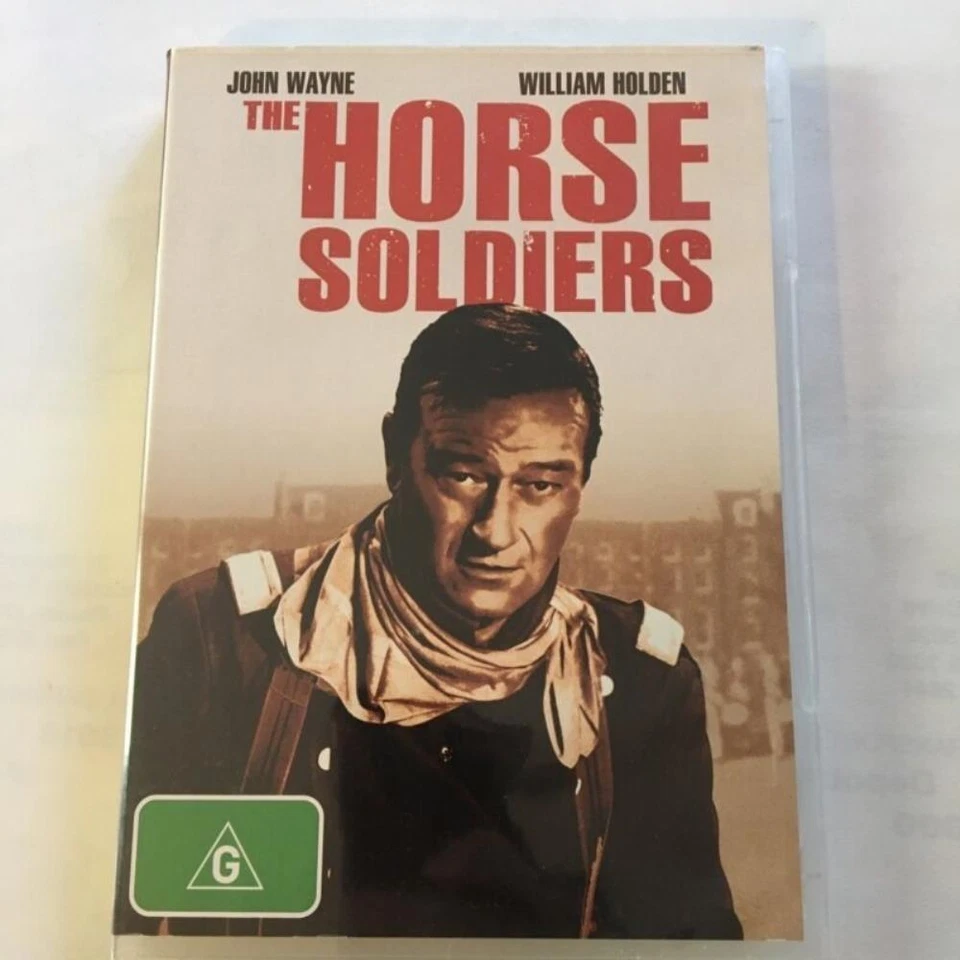 JOHN WAYNE WILLIAM HOLDEN
THE HORSE
SOLDIERS
G